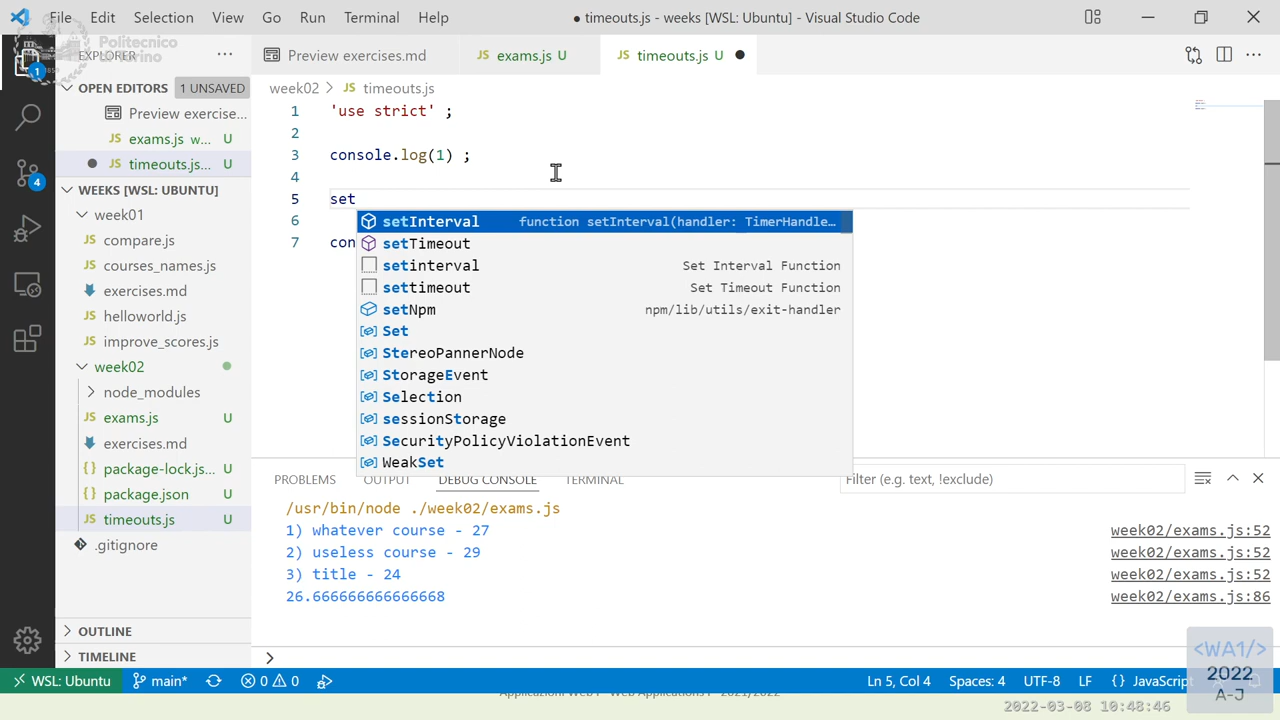 File Edit Selection View Go Run Terminal Help
● timeouts.js - weeks [WSL: Ubuntu] - Visual Studio Code
Politecnico
di Torino
EXPLORER ...
Preview exercises.md
JS exams.js U
JS timeouts.js U ●
1
OPEN EDITORS 1 UNSAVED
Preview exercise...
JS exams.js w... U
● JS timeouts.js... U
4
WEEKS [WSL: UBUNTU]
week01
JS compare.js
JS courses_names.js
exercises.md
JS helloworld.js
JS improve_scores.js
week02
node_modules
JS exams.js U
exercises.md
{} package-lock.js... U
{} package.json U
JS timeouts.js U
.gitignore
OUTLINE
TIMELINE
week02 > JS timeouts.js
1 'use strict' ;
2
3 console.log(1) ;
4
5 set
6
7 con
setInterval function setInterval(handler: TimerHandle...
setTimeout
setinterval Set Interval Function
settimeout Set Timeout Function
setNpm npm/lib/utils/exit-handler
Set
StereoPannerNode
StorageEvent
Selection
sessionStorage
SecurityPolicyViolationEvent
WeakSet
PROBLEMS OUTPUT DEBUG CONSOLE TERMINAL Filter (e.g. text, !exclude)
/usr/bin/node ./week02/exams.js
1) whatever course - 27 week02/exams.js:52
2) useless course - 29 week02/exams.js:52
3) title - 24 week02/exams.js:52
26.666666666666668 week02/exams.js:86
>
WSL: Ubuntu main* 0 0 Ln 5, Col 4 Spaces: 4 UTF-8 LF {} JavaScript
Applicazioni Web I - Web Applications I - 2021/2022
<WA1/>
2022
A-J
2022-03-08 10:48:46